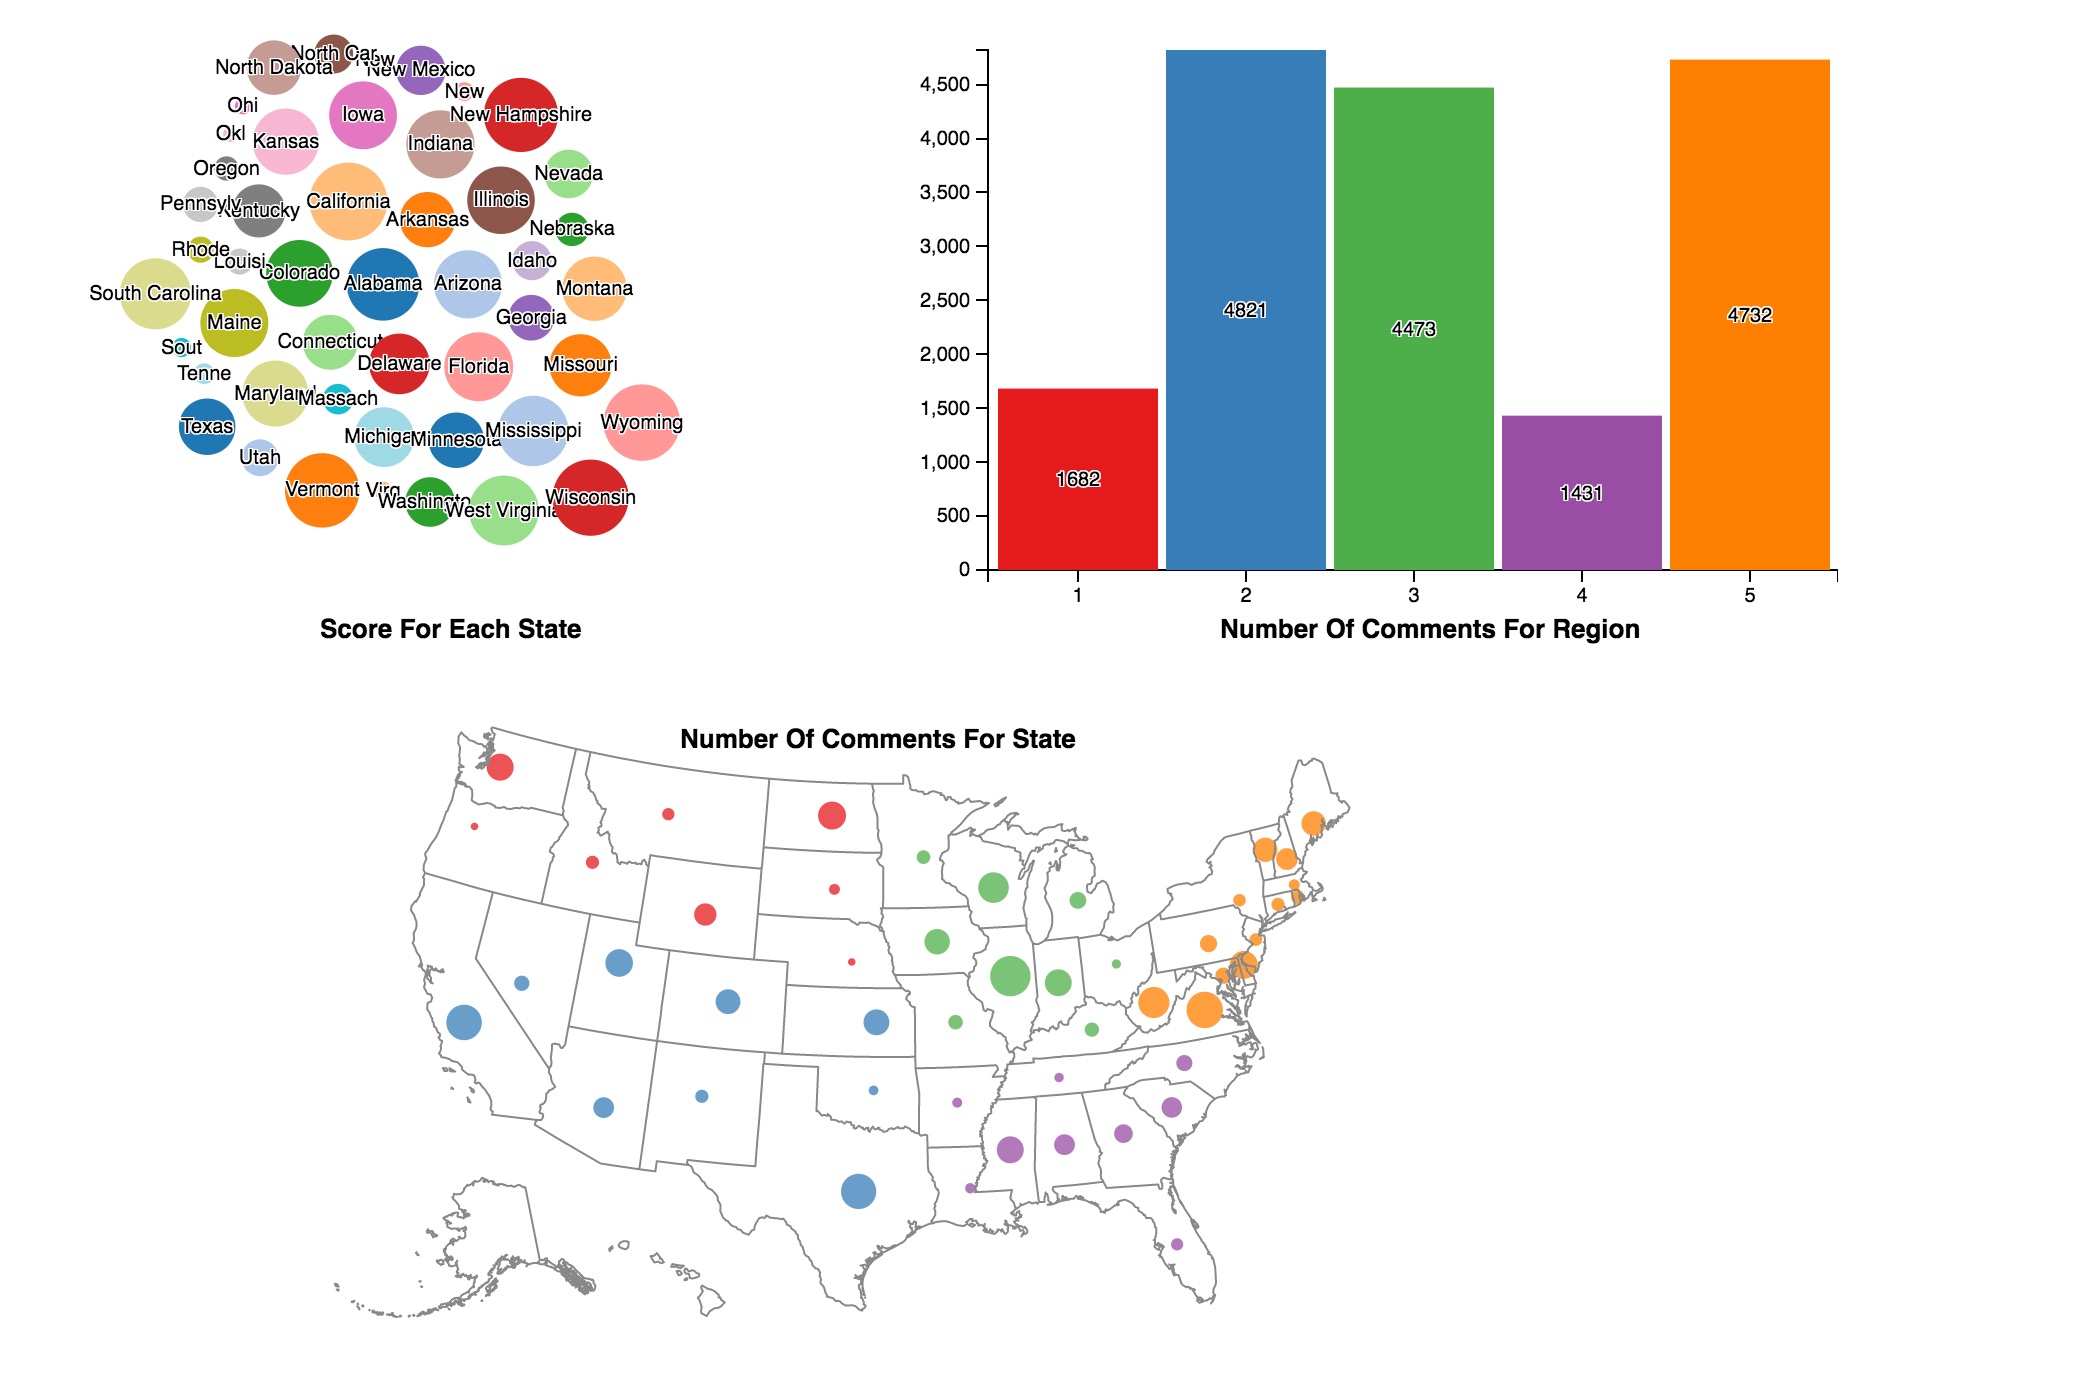 North Car
New
North Dakota
New Mexico
New
Ohi
Iowa
New Hampshire
Okl
Kansas
Indiana
Oregon
Nevada
Pennsylv
Kentucky
California
Illinois
Arkansas
Nebraska
Rhode
Louisi
Colorado
Idaho
Alabama
Arizona
South Carolina
Montana
Maine
Georgia
Sout
Connecticut
Delaware
Florida
Missouri
Tenne
Maryland
Massach
Texas
Michiga
Minnesota
Mississippi
Wyoming
Utah
Vermont
Virg
Washingto
West Virginia
Wisconsin
Score For Each State
4,500
4,000
3,500
3,000
2,500
2,000
1,500
1,000
500
0
1682
4821
4473
1431
4732
1
2
3
4
5
Number Of Comments For Region
Number Of Comments For State